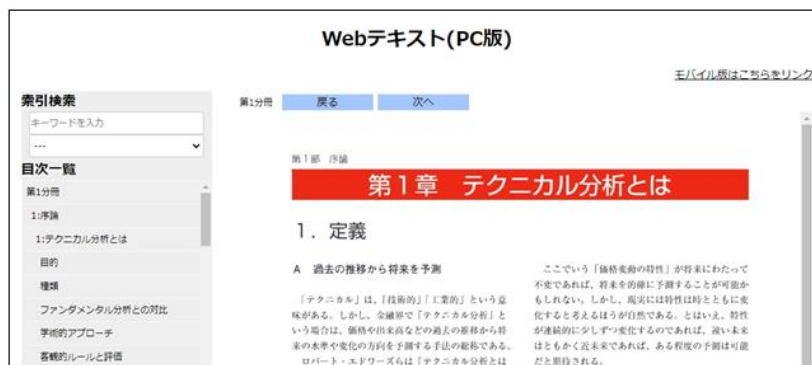 Webテキスト(PC版)
モバイル版はこちらをリンク
索引検索
キーワードを入力
---
目次一覧
第1分冊
1:序論
1:テクニカル分析とは
目的
種類
ファンダメンタル分析との対比
学術的アプローチ
客観的ルールと評価
第1分冊
戻る
次へ
第1部 序論
第1章 テクニカル分析とは
1．定義
A 過去の推移から将来を予測
「テクニカル」は、「技術的」「工業的」という意
味がある。しかし、金融界で「テクニカル分析」と
いう場合は、価格や出来高などの過去の推移から将
来の水準や変化の方向を予測する手法の総称である。
ロバート・エドワーズらは「テクニカル分析とは
ここでいう「価格変動の特性」が将来にわたって
不変であれば、将来を的確に予測することが可能か
もしれない。しかし、現実には特性は時とともに変
化すると考えるほうが自然である。とはいえ、特性
が連続的に少しずつ変化するのであれば、遠い未来
はともかく近未来であれば、ある程度の予測は可能
だと期待される。